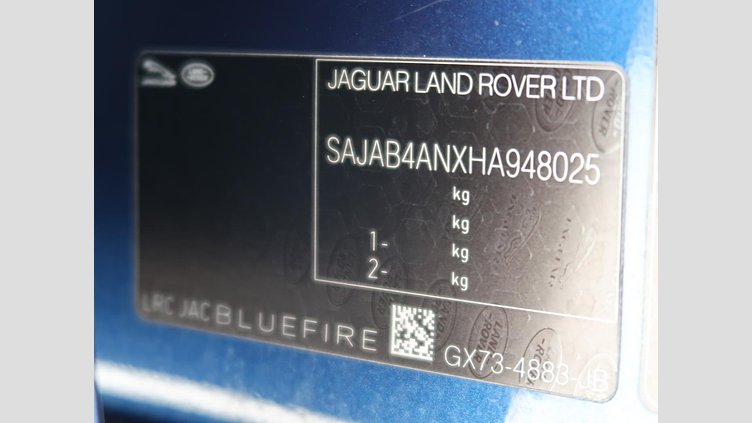 JAGUAR LAND ROVER LTD
SAJAB4ANXHA948025
kg
kg
1- kg
2- kg
LRC JAC BLUEFIRE
GX73-4883-JB